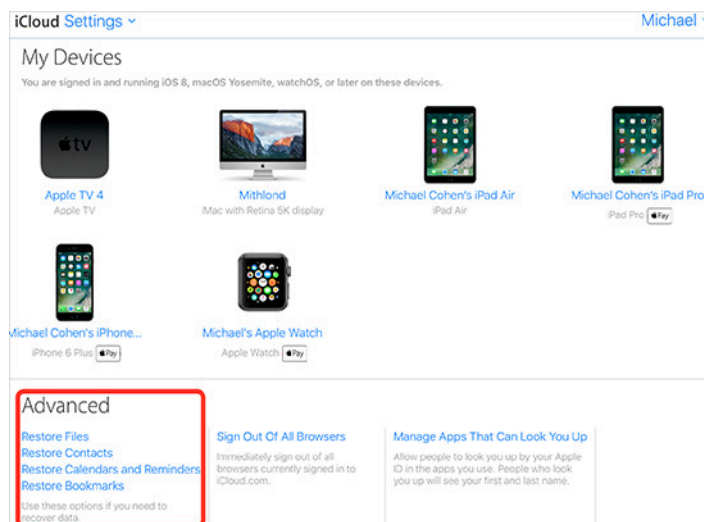 iCloud Settings
Michael
My Devices
You are signed in and running iOS 8, macOS Yosemite, watchOS, or later on these devices.
tv
Apple TV 4
Apple TV
Mithlond
iMac with Retina 5K display
Michael Cohen's iPad Air
iPad Air
Michael Cohen's iPad Pro
iPad Pro Pay
Michael Cohen's iPhone...
iPhone 6 Plus Pay
Michael's Apple Watch
Apple Watch Pay
Advanced
Restore Files
Restore Contacts
Restore Calendars and Reminders
Restore Bookmarks
Use these options if you need to
recover data.
Sign Out Of All Browsers
Immediately sign out of all
browsers currently signed in to
iCloud.com.
Manage Apps That Can Look You Up
Allow people to look you up by your Apple
ID in the apps you use. People who look
you up will see your first and last name.